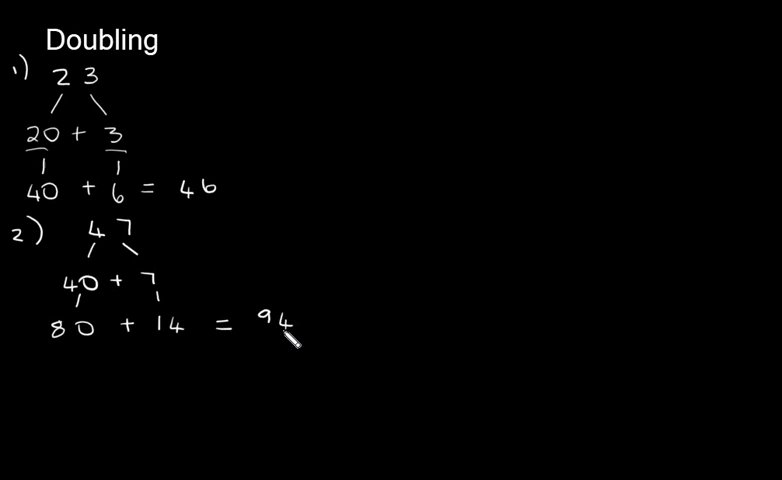 Doubling
1) 23
20 + 3
40 + 6 = 46
2) 47
40 + 7
80 + 14 = 94